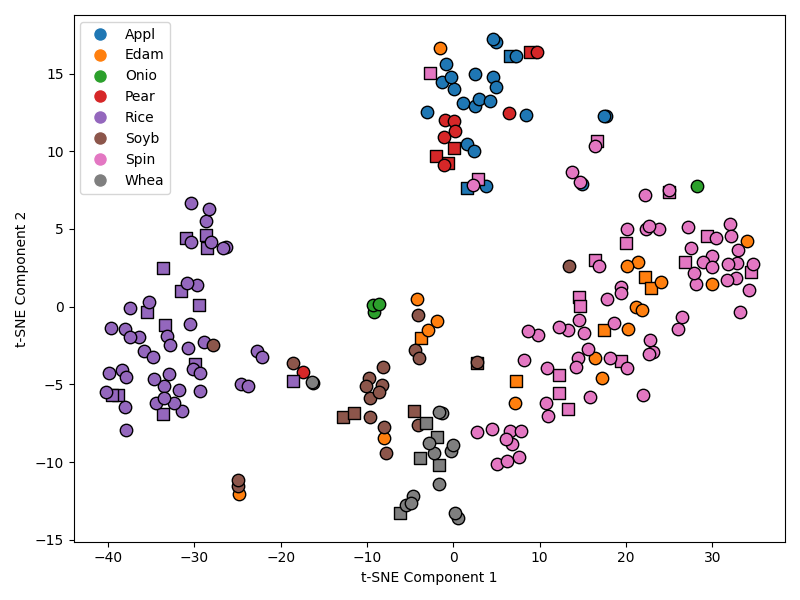 Appl
Edam
Onio
Pear
Rice
Soyb
Spin
Whea
15
10
5
0
−5
−10
−15
t-SNE Component 2
−40 −30 −20 −10 0 10 20 30
t-SNE Component 1